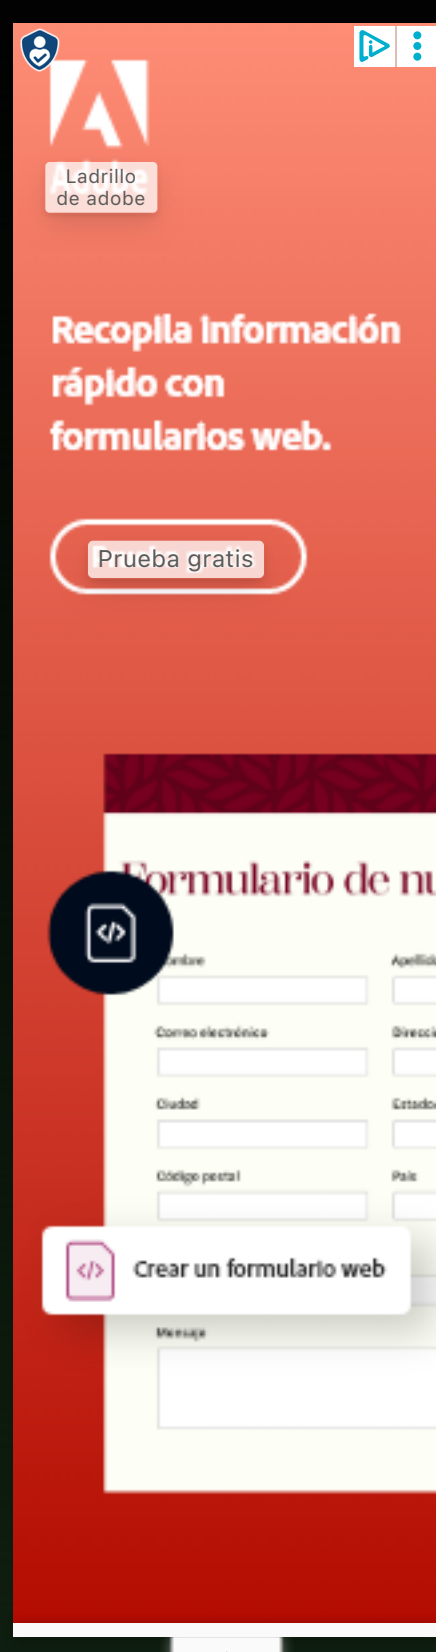 Ladrillo
de adobe
Recopila información
rápido con
formularios web.
Prueba gratis
Formulario de nu
Nombre Apellido
Correo electrónico Direcci
Ciudad Estado
Código postal País
Crear un formulario web
Mensaje